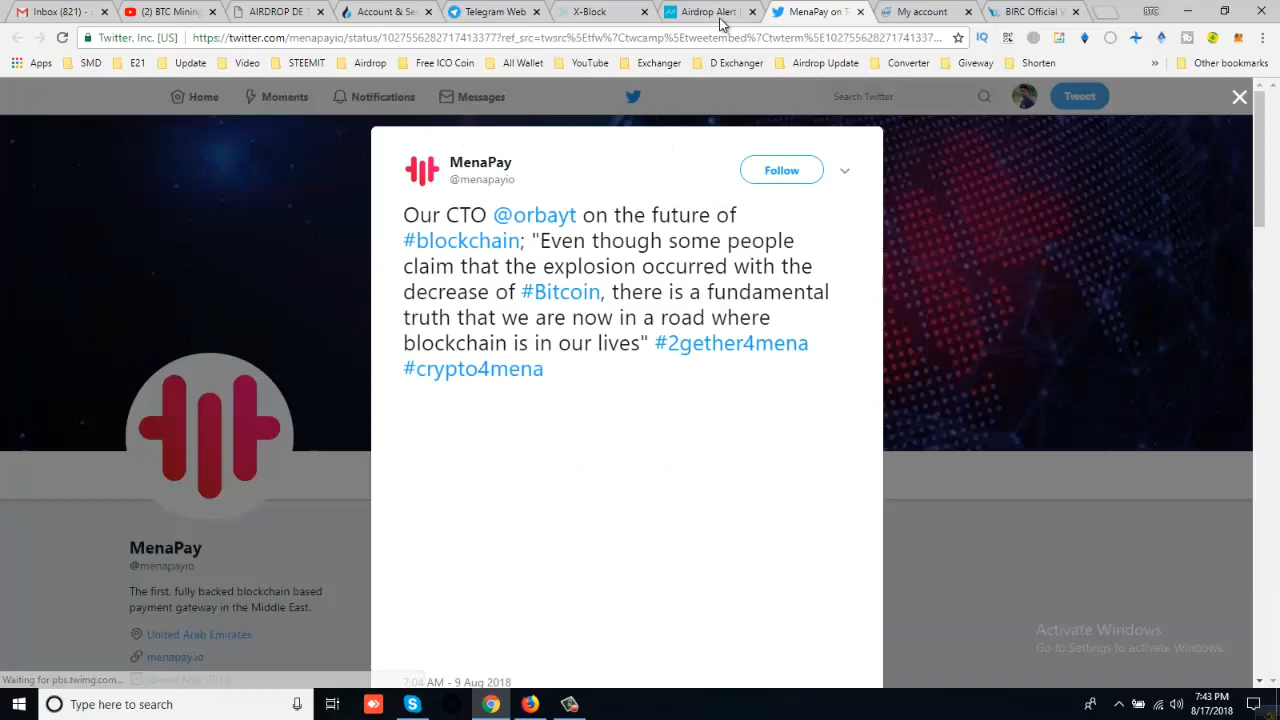 Inbox (821) -
(2) BTC Mining
AIRDROP DE T
Account & Se
Telegram Web
X-Block
Airdrop Alert |
MenaPay on T
My account
BIRC Official W
Twitter, Inc. [US]
https://twitter.com/menapayio/status/1027556282717413377?ref_src=twsrc%5Etfw%7Ctwcamp%5Etweetembed%7Ctwterm%5E1027556282717413377...
Apps
SMD
E21
Update
Video
STEEMIT
Airdrop
Free ICO Coin
All Wallet
YouTube
Exchanger
D Exchanger
Airdrop Update
Converter
Giveway
Shorten
»
Other bookmarks
Home
Moments
Notifications
Messages
Search Twitter
Tweet
MenaPay
@menapayio
Follow
Our CTO @orbayt on the future of
#blockchain; "Even though some people
claim that the explosion occurred with the
decrease of #Bitcoin, there is a fundamental
truth that we are now in a road where
blockchain is in our lives" #2gether4mena
#crypto4mena
7:04 AM - 9 Aug 2018
MenaPay
@menapayio
The first, fully backed blockchain based
payment gateway in the Middle East.
United Arab Emirates
menapay.io
Waiting for pbs.twimg.com...
Activate Windows
Go to Settings to activate Windows.
Type here to search
7:43 PM
8/17/2018